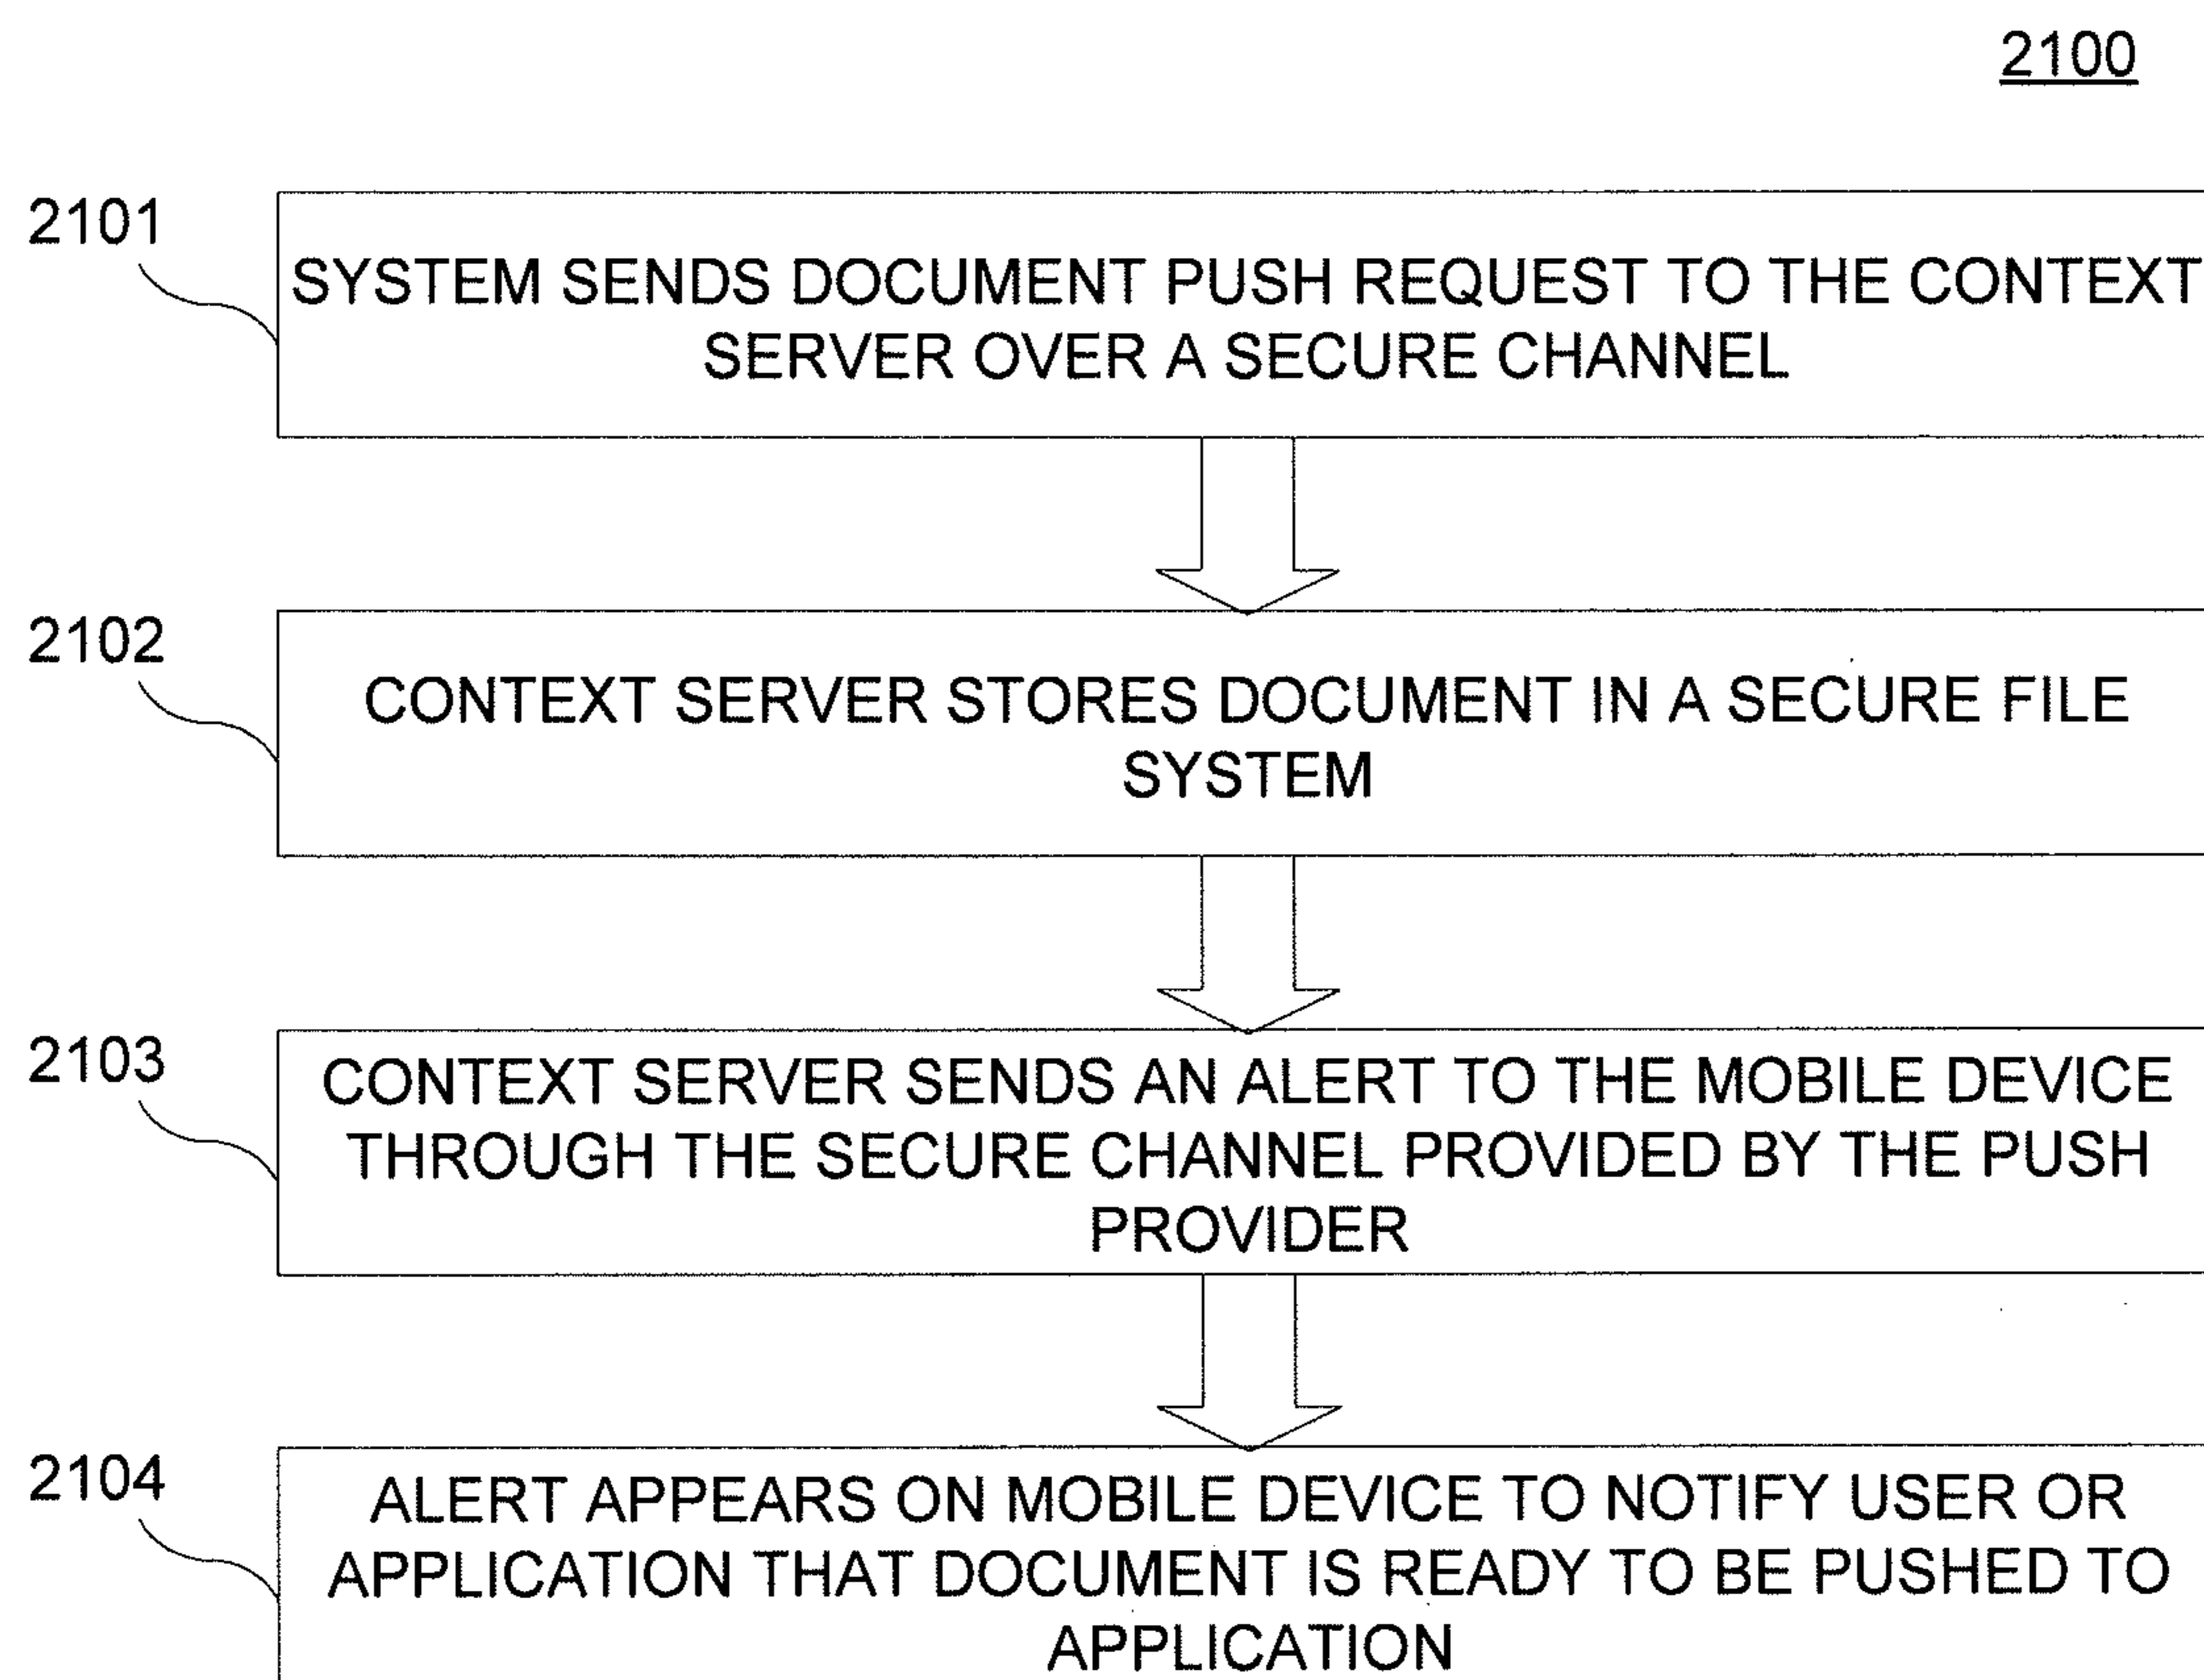 2100
2101
SYSTEM SENDS DOCUMENT PUSH REQUEST TO THE CONTEXT
SERVER OVER A SECURE CHANNEL
2102
CONTEXT SERVER STORES DOCUMENT IN A SECURE FILE
SYSTEM
2103
CONTEXT SERVER SENDS AN ALERT TO THE MOBILE DEVICE
THROUGH THE SECURE CHANNEL PROVIDED BY THE PUSH
PROVIDER
2104
ALERT APPEARS ON MOBILE DEVICE TO NOTIFY USER OR
APPLICATION THAT DOCUMENT IS READY TO BE PUSHED TO
APPLICATION